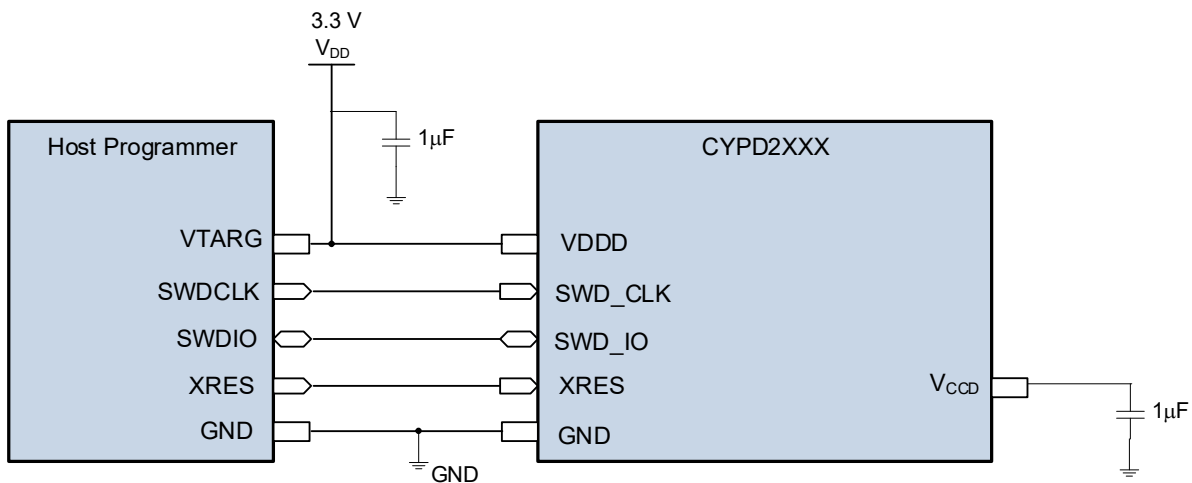 3.3 V
VDD
1µF
Host Programmer
CYPD2XXX
VTARG
VDDD
SWDCLK
SWD_CLK
SWDIO
SWD_IO
XRES
XRES
VCCD
1µF
GND
GND
GND